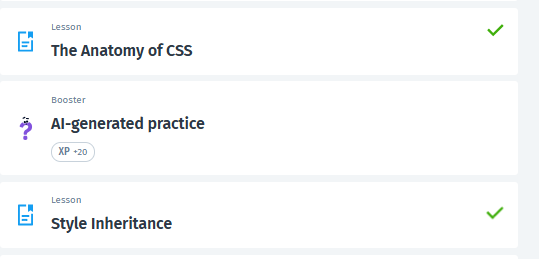 Lesson
The Anatomy of CSS
Booster
AI-generated practice
XP +20
Lesson
Style Inheritance